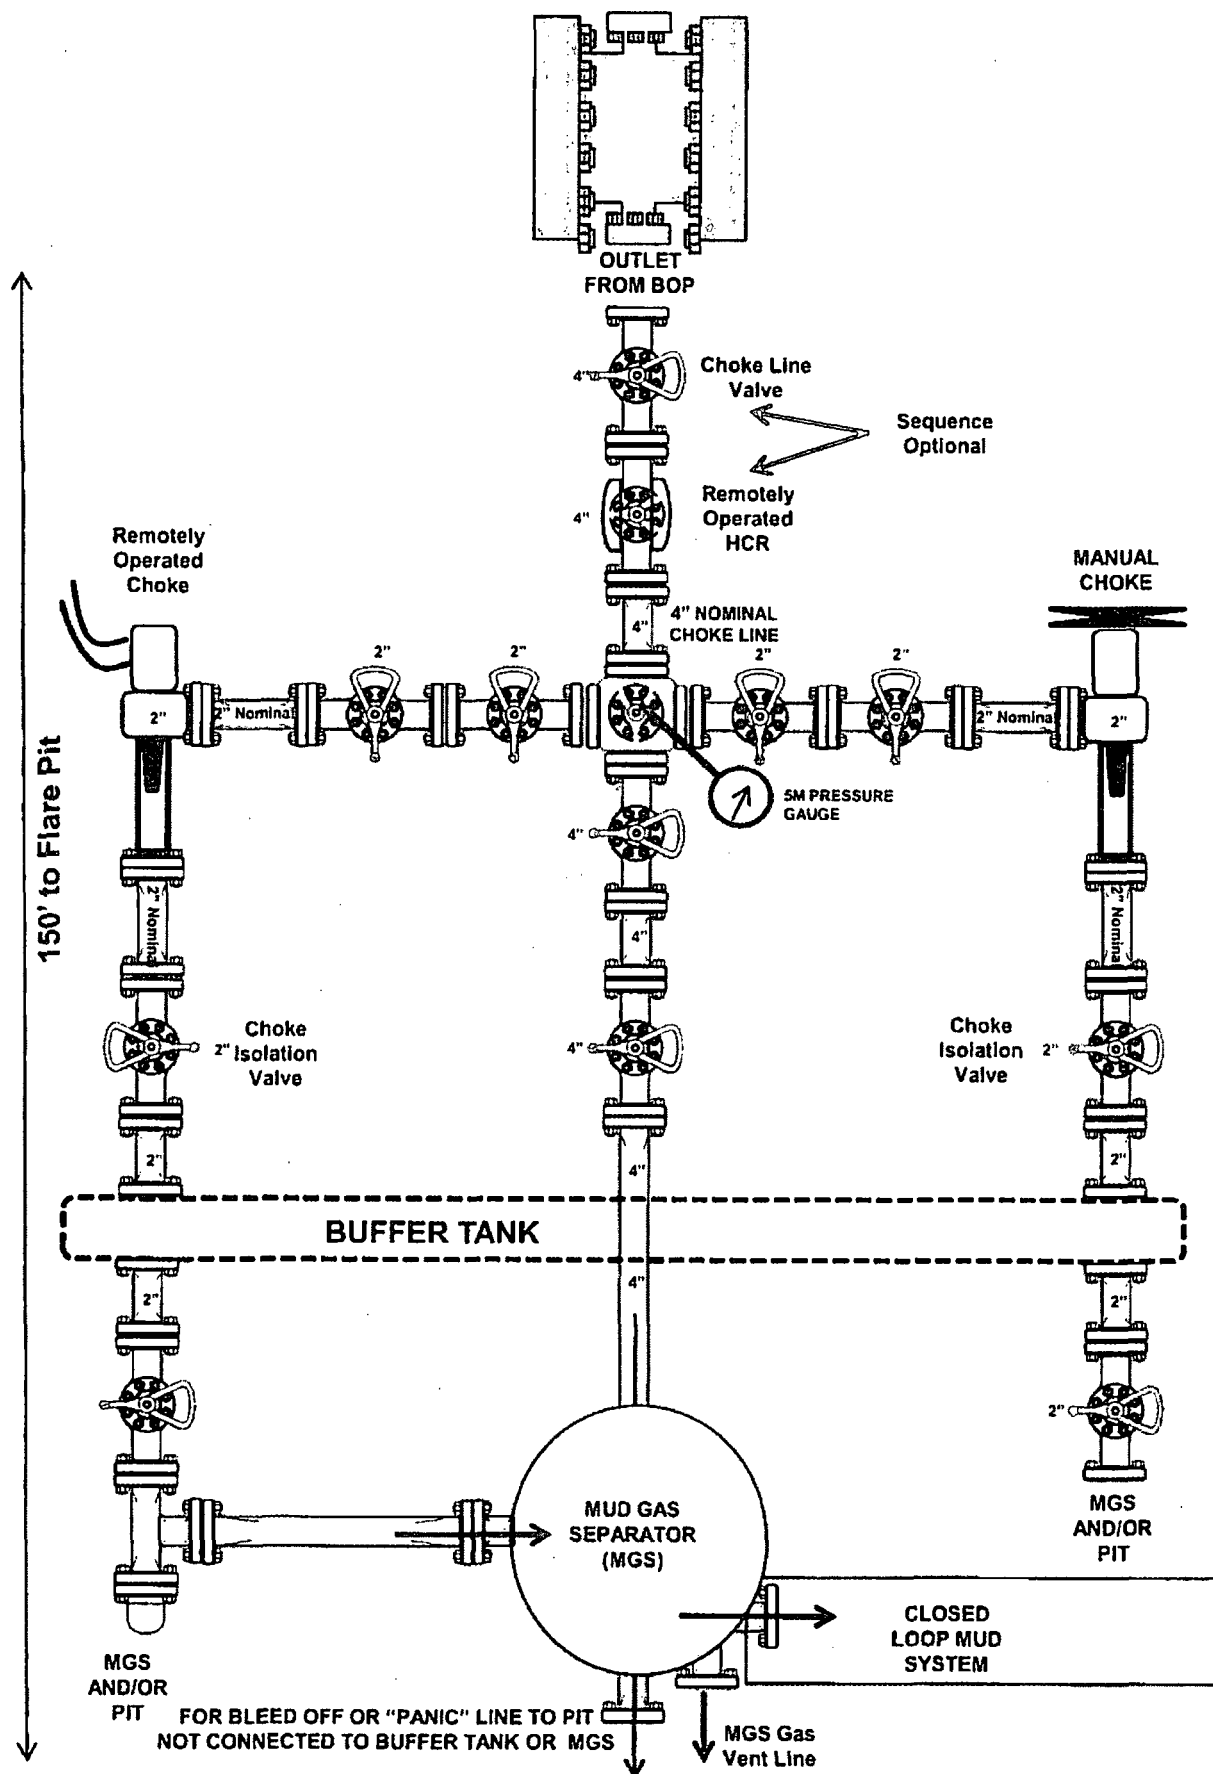 OUTLET
FROM BOP
4"
Choke Line
Valve
Sequence
Optional
4"
Remotely
Operated
HCR
Remotely
Operated
Choke
MANUAL
CHOKE
4"
4" NOMINAL
CHOKE LINE
2"
2"
2"
2"
2"
2" Nominal
2" Nominal
2"
5M PRESSURE
GAUGE
4"
150' to Flare Pit
2" Nominal
4"
2" Nominal
2"
Choke
Isolation
Valve
4"
Choke
Isolation
Valve
2"
2"
4"
2"
BUFFER TANK
2"
4"
2"
2"
MUD GAS
SEPARATOR
(MGS)
MGS
AND/OR
PIT
CLOSED
LOOP MUD
SYSTEM
MGS
AND/OR
PIT
FOR BLEED OFF OR "PANIC" LINE TO PIT
NOT CONNECTED TO BUFFER TANK OR MGS
MGS Gas
Vent Line